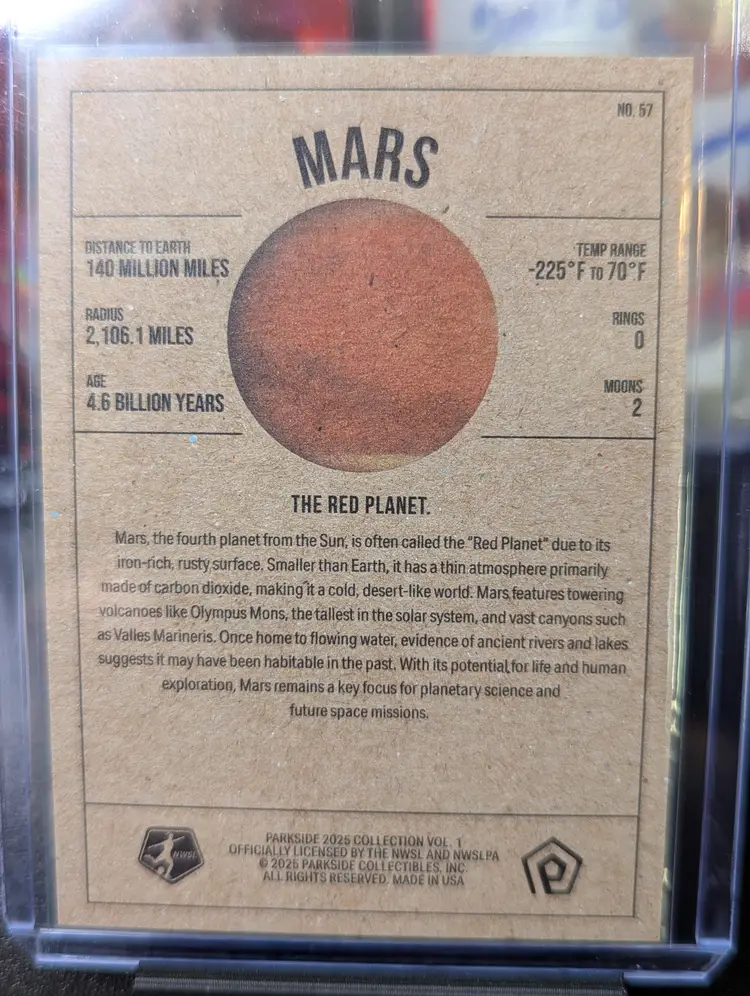 NO. 57
MARS
DISTANCE TO EARTH
140 MILLION MILES
RADIUS
2,106.1 MILES
AGE
4.6 BILLION YEARS
TEMP RANGE
-225°F TO 70°F
RINGS
0
MOONS
2
THE RED PLANET.
Mars, the fourth planet from the Sun, is often called the "Red Planet" due to its
iron-rich, rusty surface. Smaller than Earth, it has a thin atmosphere primarily
made of carbon dioxide, making it a cold, desert-like world. Mars features towering
volcanoes like Olympus Mons, the tallest in the solar system, and vast canyons such
as Valles Marineris. Once home to flowing water, evidence of ancient rivers and lakes
suggests it may have been habitable in the past. With its potential for life and human
exploration, Mars remains a key focus for planetary science and
future space missions.
NWSL
PARKSIDE 2025 COLLECTION VOL. 1
OFFICIALLY LICENSED BY THE NWSL AND NWSLPA
© 2025 PARKSIDE COLLECTIBLES, INC.
ALL RIGHTS RESERVED. MADE IN USA